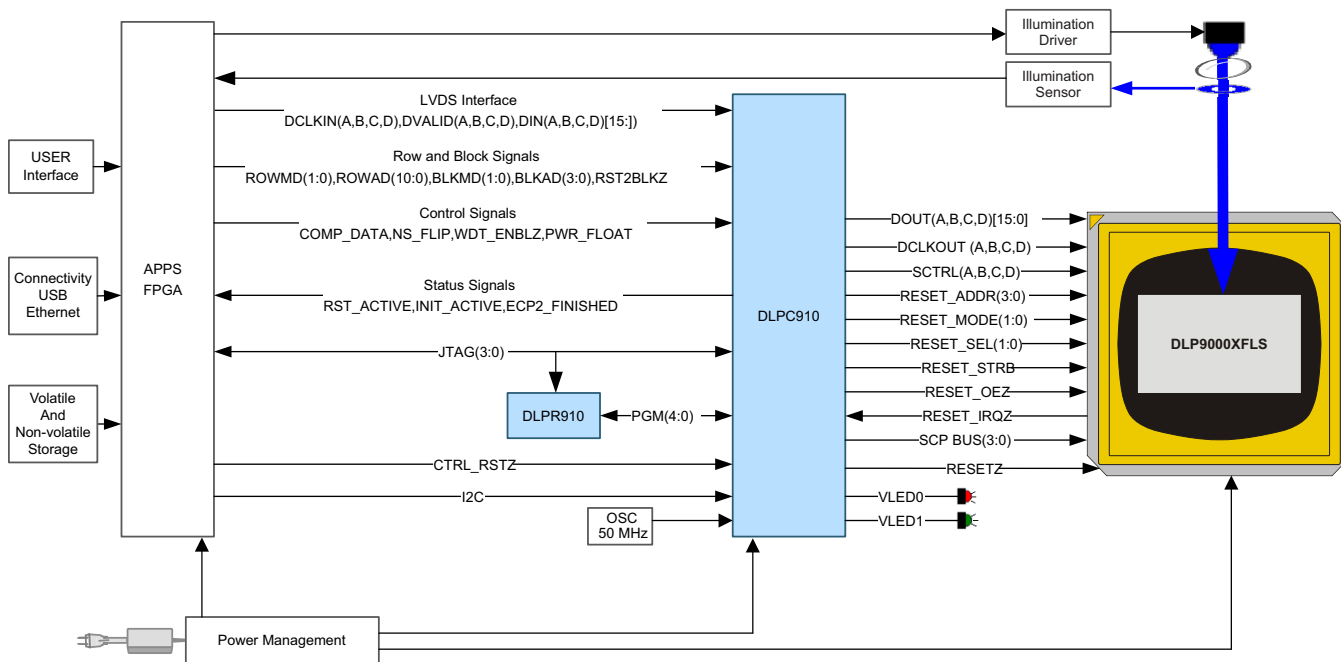 Illumination
Driver
Illumination
Sensor
LVDS Interface
DCLKIN(A,B,C,D),DVALID(A,B,C,D),DIN(A,B,C,D)[15:])
USER
Interface
Row and Block Signals
ROWMD(1:0),ROWAD(10:0),BLKMD(1:0),BLKAD(3:0),RST2BLKZ
Control Signals
COMP_DATA,NS_FLIP,WDT_ENBLZ,PWR_FLOAT
Connectivity
USB
Ethernet
APPS
FPGA
Status Signals
RST_ACTIVE,INIT_ACTIVE,ECP2_FINISHED
DLPC910
JTAG(3:0)
DLPR910
PGM(4:0)
Volatile
And
Non-volatile
Storage
CTRL_RSTZ
I2C
OSC
50 MHz
DOUT(A,B,C,D)[15:0]
DCLKOUT (A,B,C,D)
SCTRL(A,B,C,D)
RESET_ADDR(3:0)
RESET_MODE(1:0)
RESET_SEL(1:0)
RESET_STRB
RESET_OEZ
RESET_IRQZ
SCP BUS(3:0)
RESETZ
VLED0
VLED1
DLP9000XFLS
Power Management